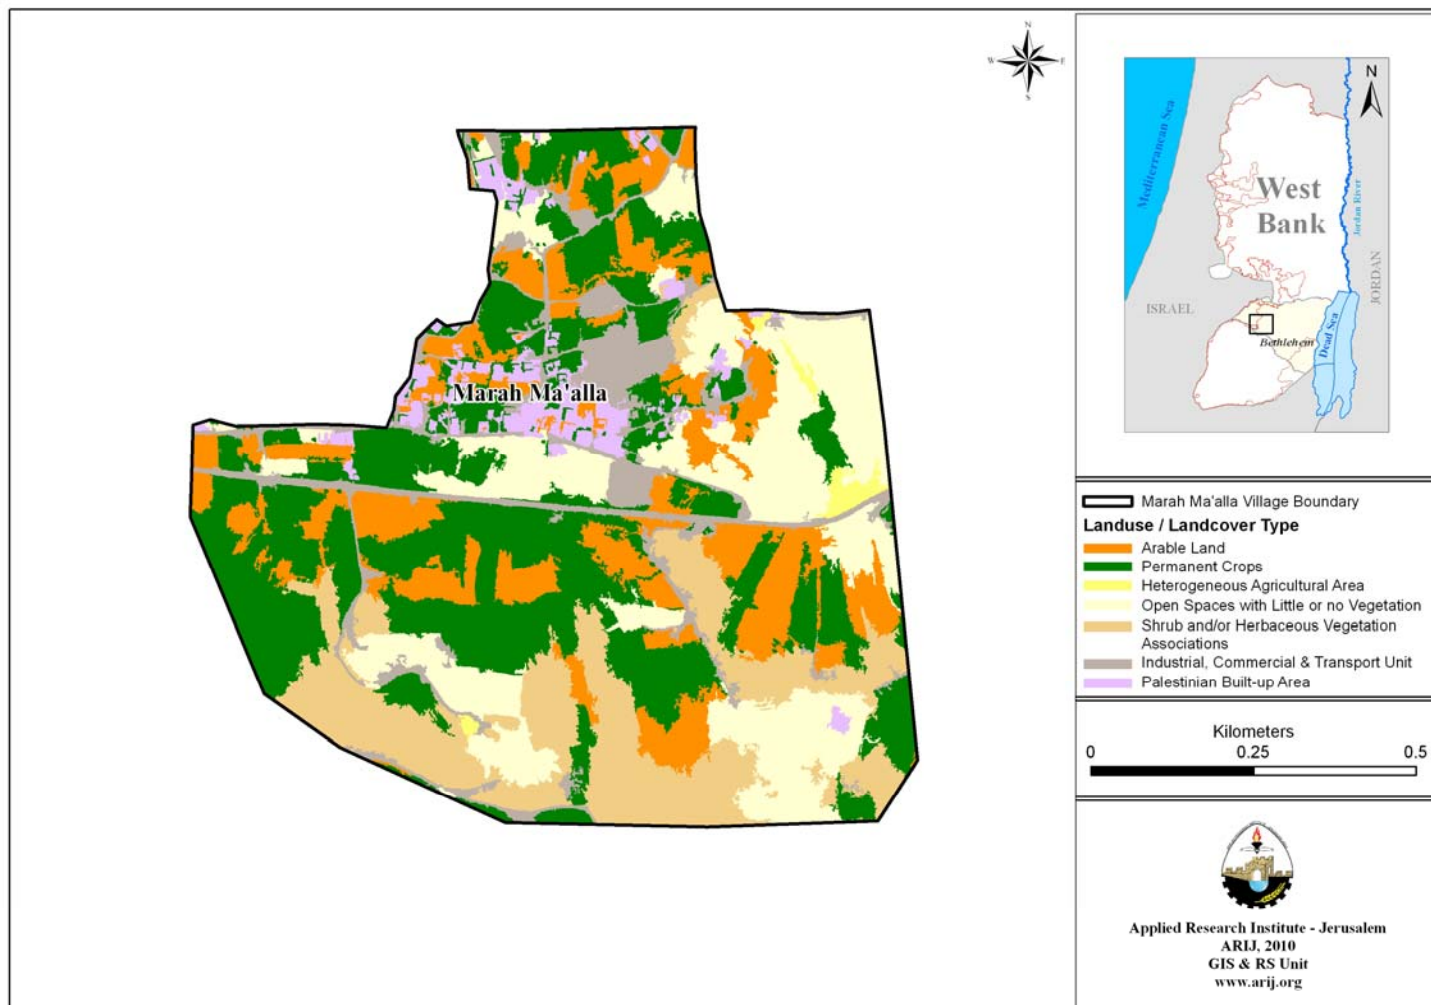 N
W
E
S
Marah Ma'alla
N
Mediterranean Sea
West
Bank
Jordan River
JORDAN
ISRAEL
Bethlehem
Dead Sea
Marah Ma'alla Village Boundary
Landuse / Landcover Type
Arable Land
Permanent Crops
Heterogeneous Agricultural Area
Open Spaces with Little or no Vegetation
Shrub and/or Herbaceous Vegetation
Associations
Industrial, Commercial & Transport Unit
Palestinian Built-up Area
Kilometers
0 0.25 0.5
Applied Research Institute - Jerusalem
ARIJ, 2010
GIS & RS Unit
www.arij.org